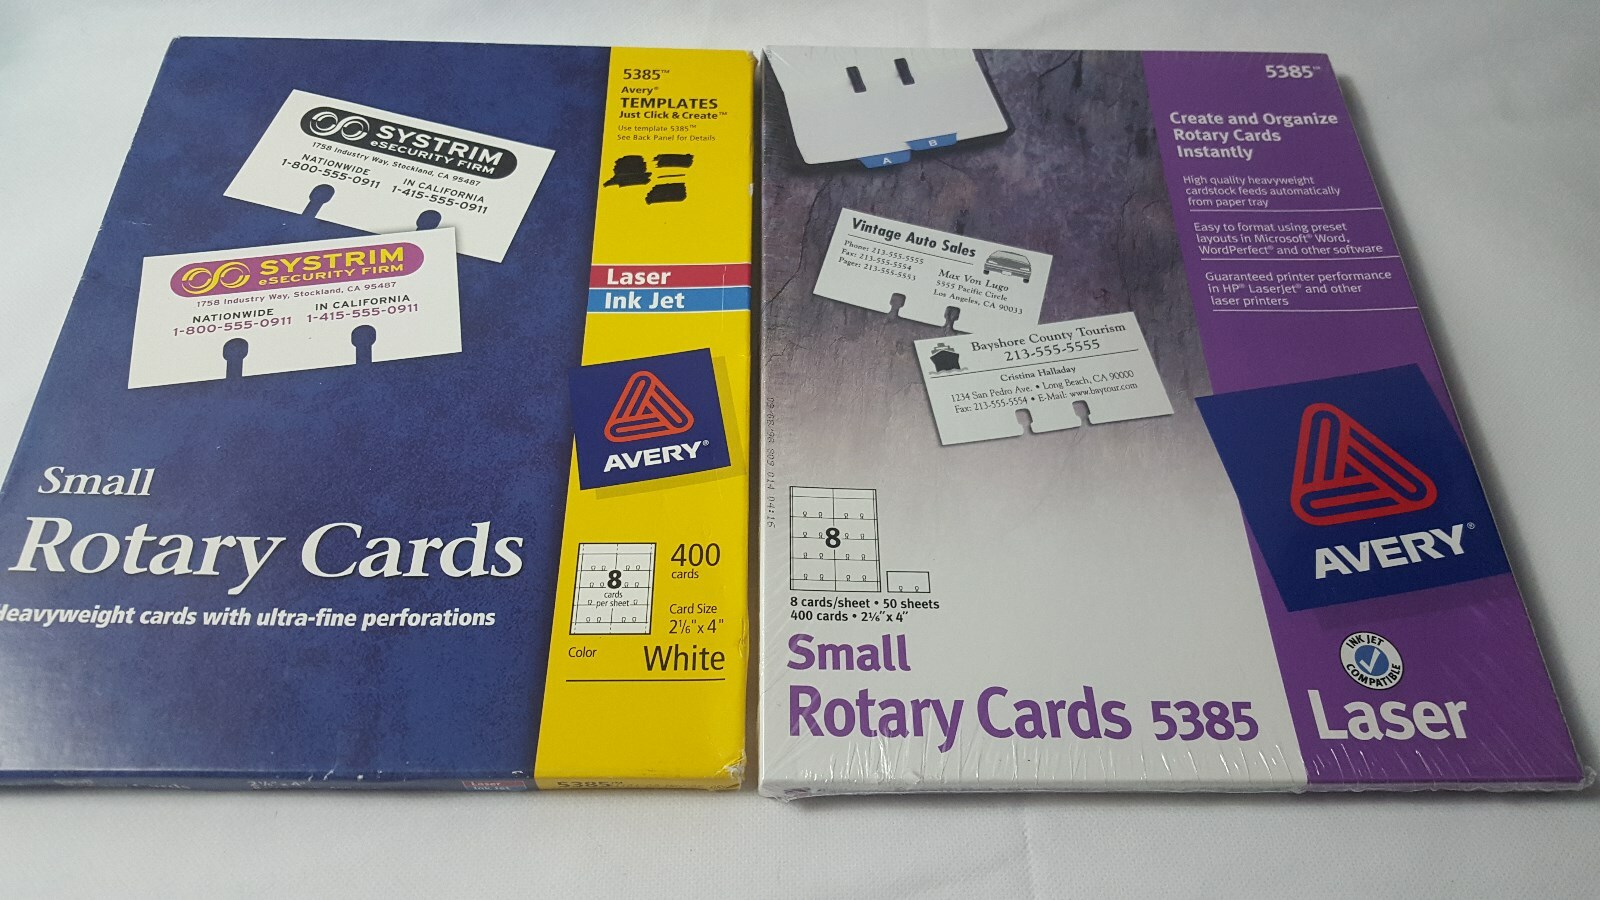 SYSTRIM
eSECURITY FIRM
1758 Industry Way, Stockland, CA 95487
NATIONWIDE
1-800-555-0911
IN CALIFORNIA
1-415-555-0911
SYSTRIM
eSECURITY FIRM
1758 Industry Way, Stockland, CA 95487
NATIONWIDE
1-800-555-0911
IN CALIFORNIA
1-415-555-0911
Small
Rotary Cards
Heavyweight cards with ultra-fine perforations
5385™
Avery®
TEMPLATES
Just Click & Create™
Use template 5385™
See Back Panel for Details
Laser
Ink Jet
AVERY®
8
cards
per sheet
400
cards
Card Size
2 1/6" x 4"
Color
White
Laser
Ink Jet
5385™
A
B
Vintage Auto Sales
Phone: 213-555-5555
Fax: 213-555-5554
Pager: 213-555-5553
Max Von Lugo
5555 Pacific Circle
Los Angeles, CA 90033
Bayshore County Tourism
213-555-5555
Cristina Halladay
1234 San Pedro Ave. • Long Beach, CA 90000
Fax: 213-555-5554 • E-Mail: www.baytour.com
8
8 cards/sheet • 50 sheets
400 cards • 2 1/6" x 4"
Small
Rotary Cards 5385
5385™
Create and Organize
Rotary Cards
Instantly
High quality heavyweight
cardstock feeds automatically
from paper tray
Easy to format using preset
layouts in Microsoft® Word,
WordPerfect® and other software
Guaranteed printer performance
in HP® LaserJet® and other
laser printers
AVERY®
INK JET
COMPATIBLE
Laser